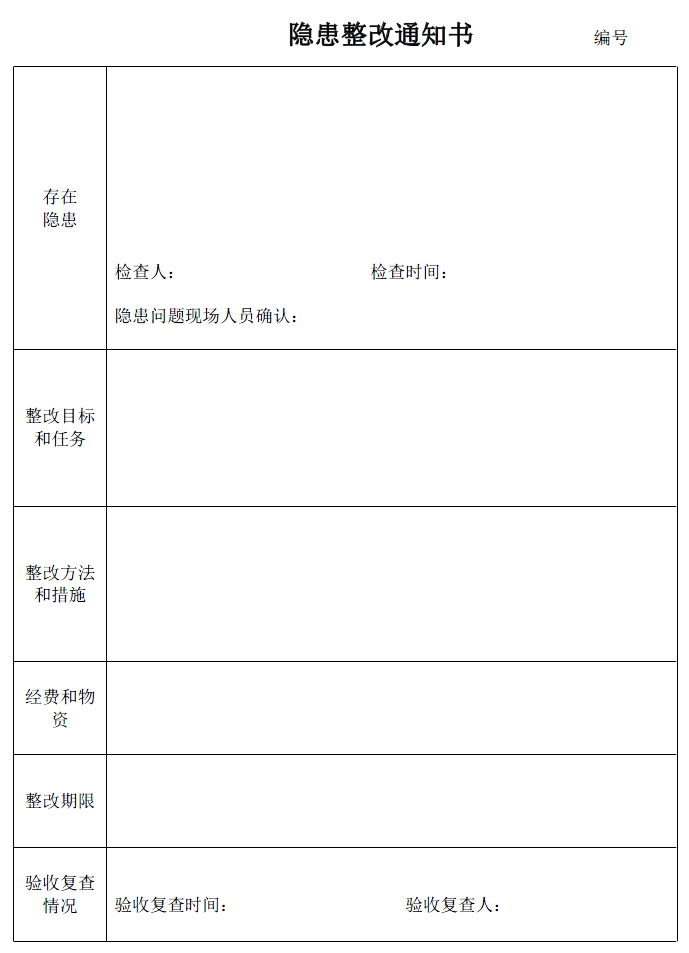 隐患整改通知书
编号
存在
隐患
检查人：
检查时间：
隐患问题现场人员确认：
整改目标
和任务
整改方法
和措施
经费和物
资
整改期限
验收复查
情况
验收复查时间：
验收复查人：